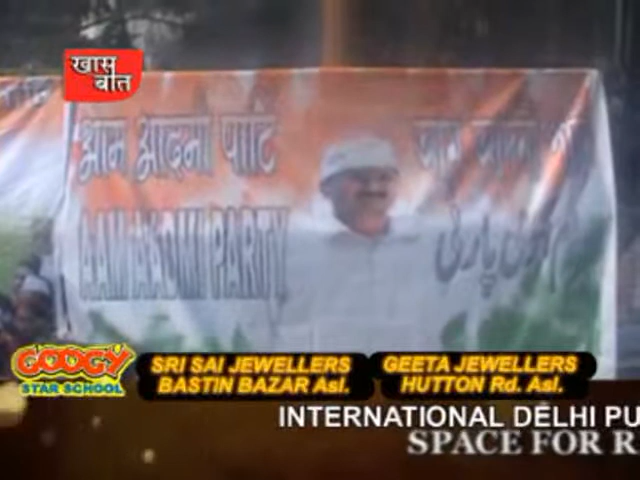 खास
बात
आम आदमी पार्टी
AAM AADMI PARTY
GOOGY
STAR SCHOOL
SRI SAI JEWELLERS
BASTIN BAZAR Asl.
GEETA JEWELLERS
HUTTON Rd. Asl.
INTERNATIONAL DELHI PU
SPACE FOR R